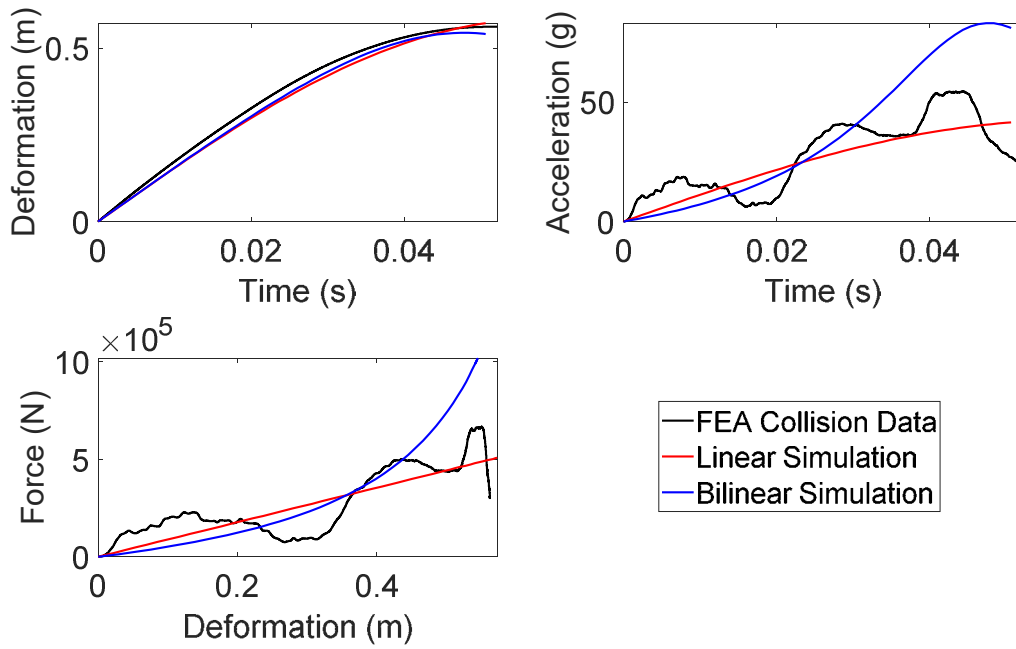 Deformation (m)
0.5
0
0
0.02
0.04
Time (s)
Acceleration (g)
50
0
0
0.02
0.04
Time (s)
×10^5
Force (N)
10
5
0
0
0.2
0.4
Deformation (m)
FEA Collision Data
Linear Simulation
Bilinear Simulation